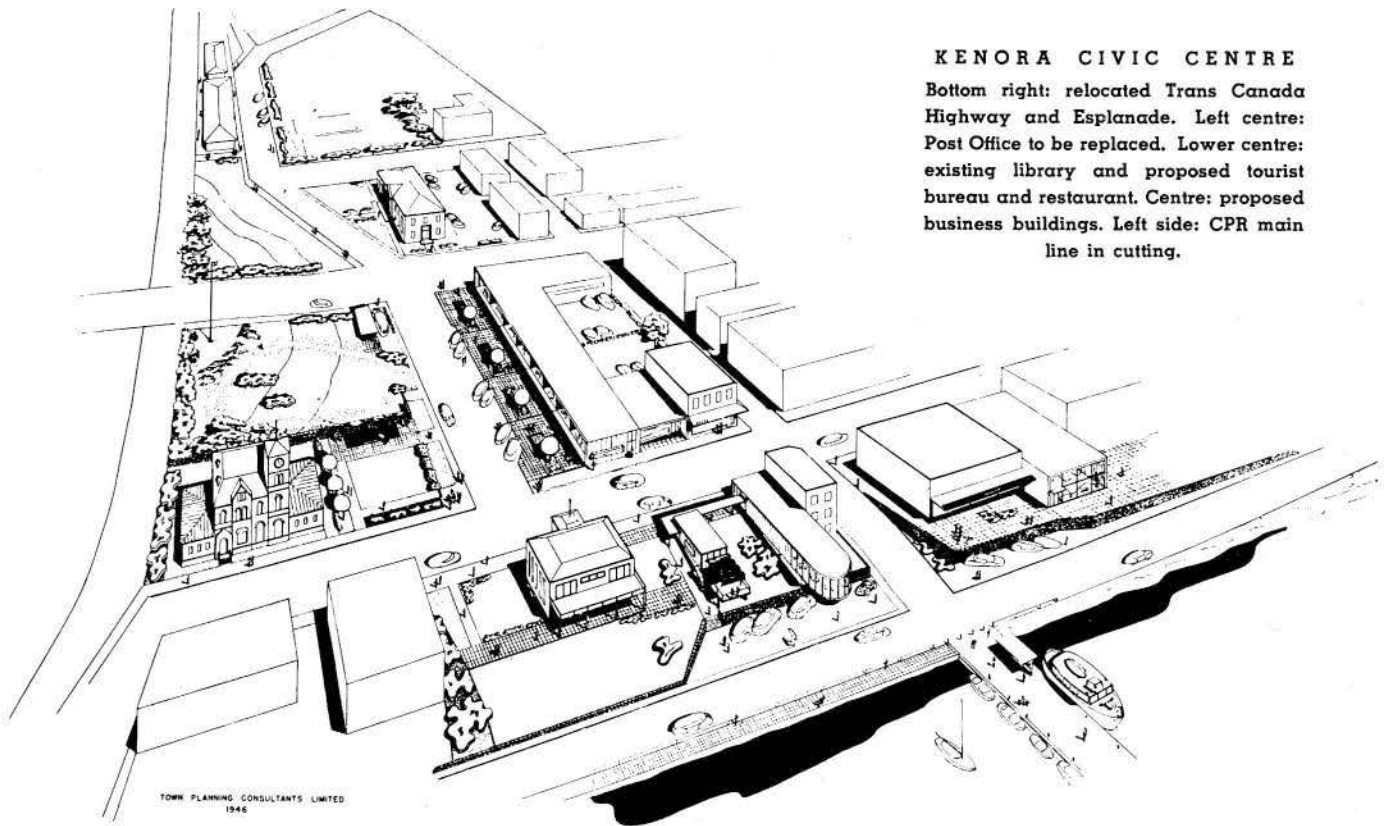 KENORA CIVIC CENTRE
Bottom right: relocated Trans Canada
Highway and Esplanade. Left centre:
Post Office to be replaced. Lower centre:
existing library and proposed tourist
bureau and restaurant. Centre: proposed
business buildings. Left side: CPR main
line in cutting.
TOWN PLANNING CONSULTANTS LIMITED
1946